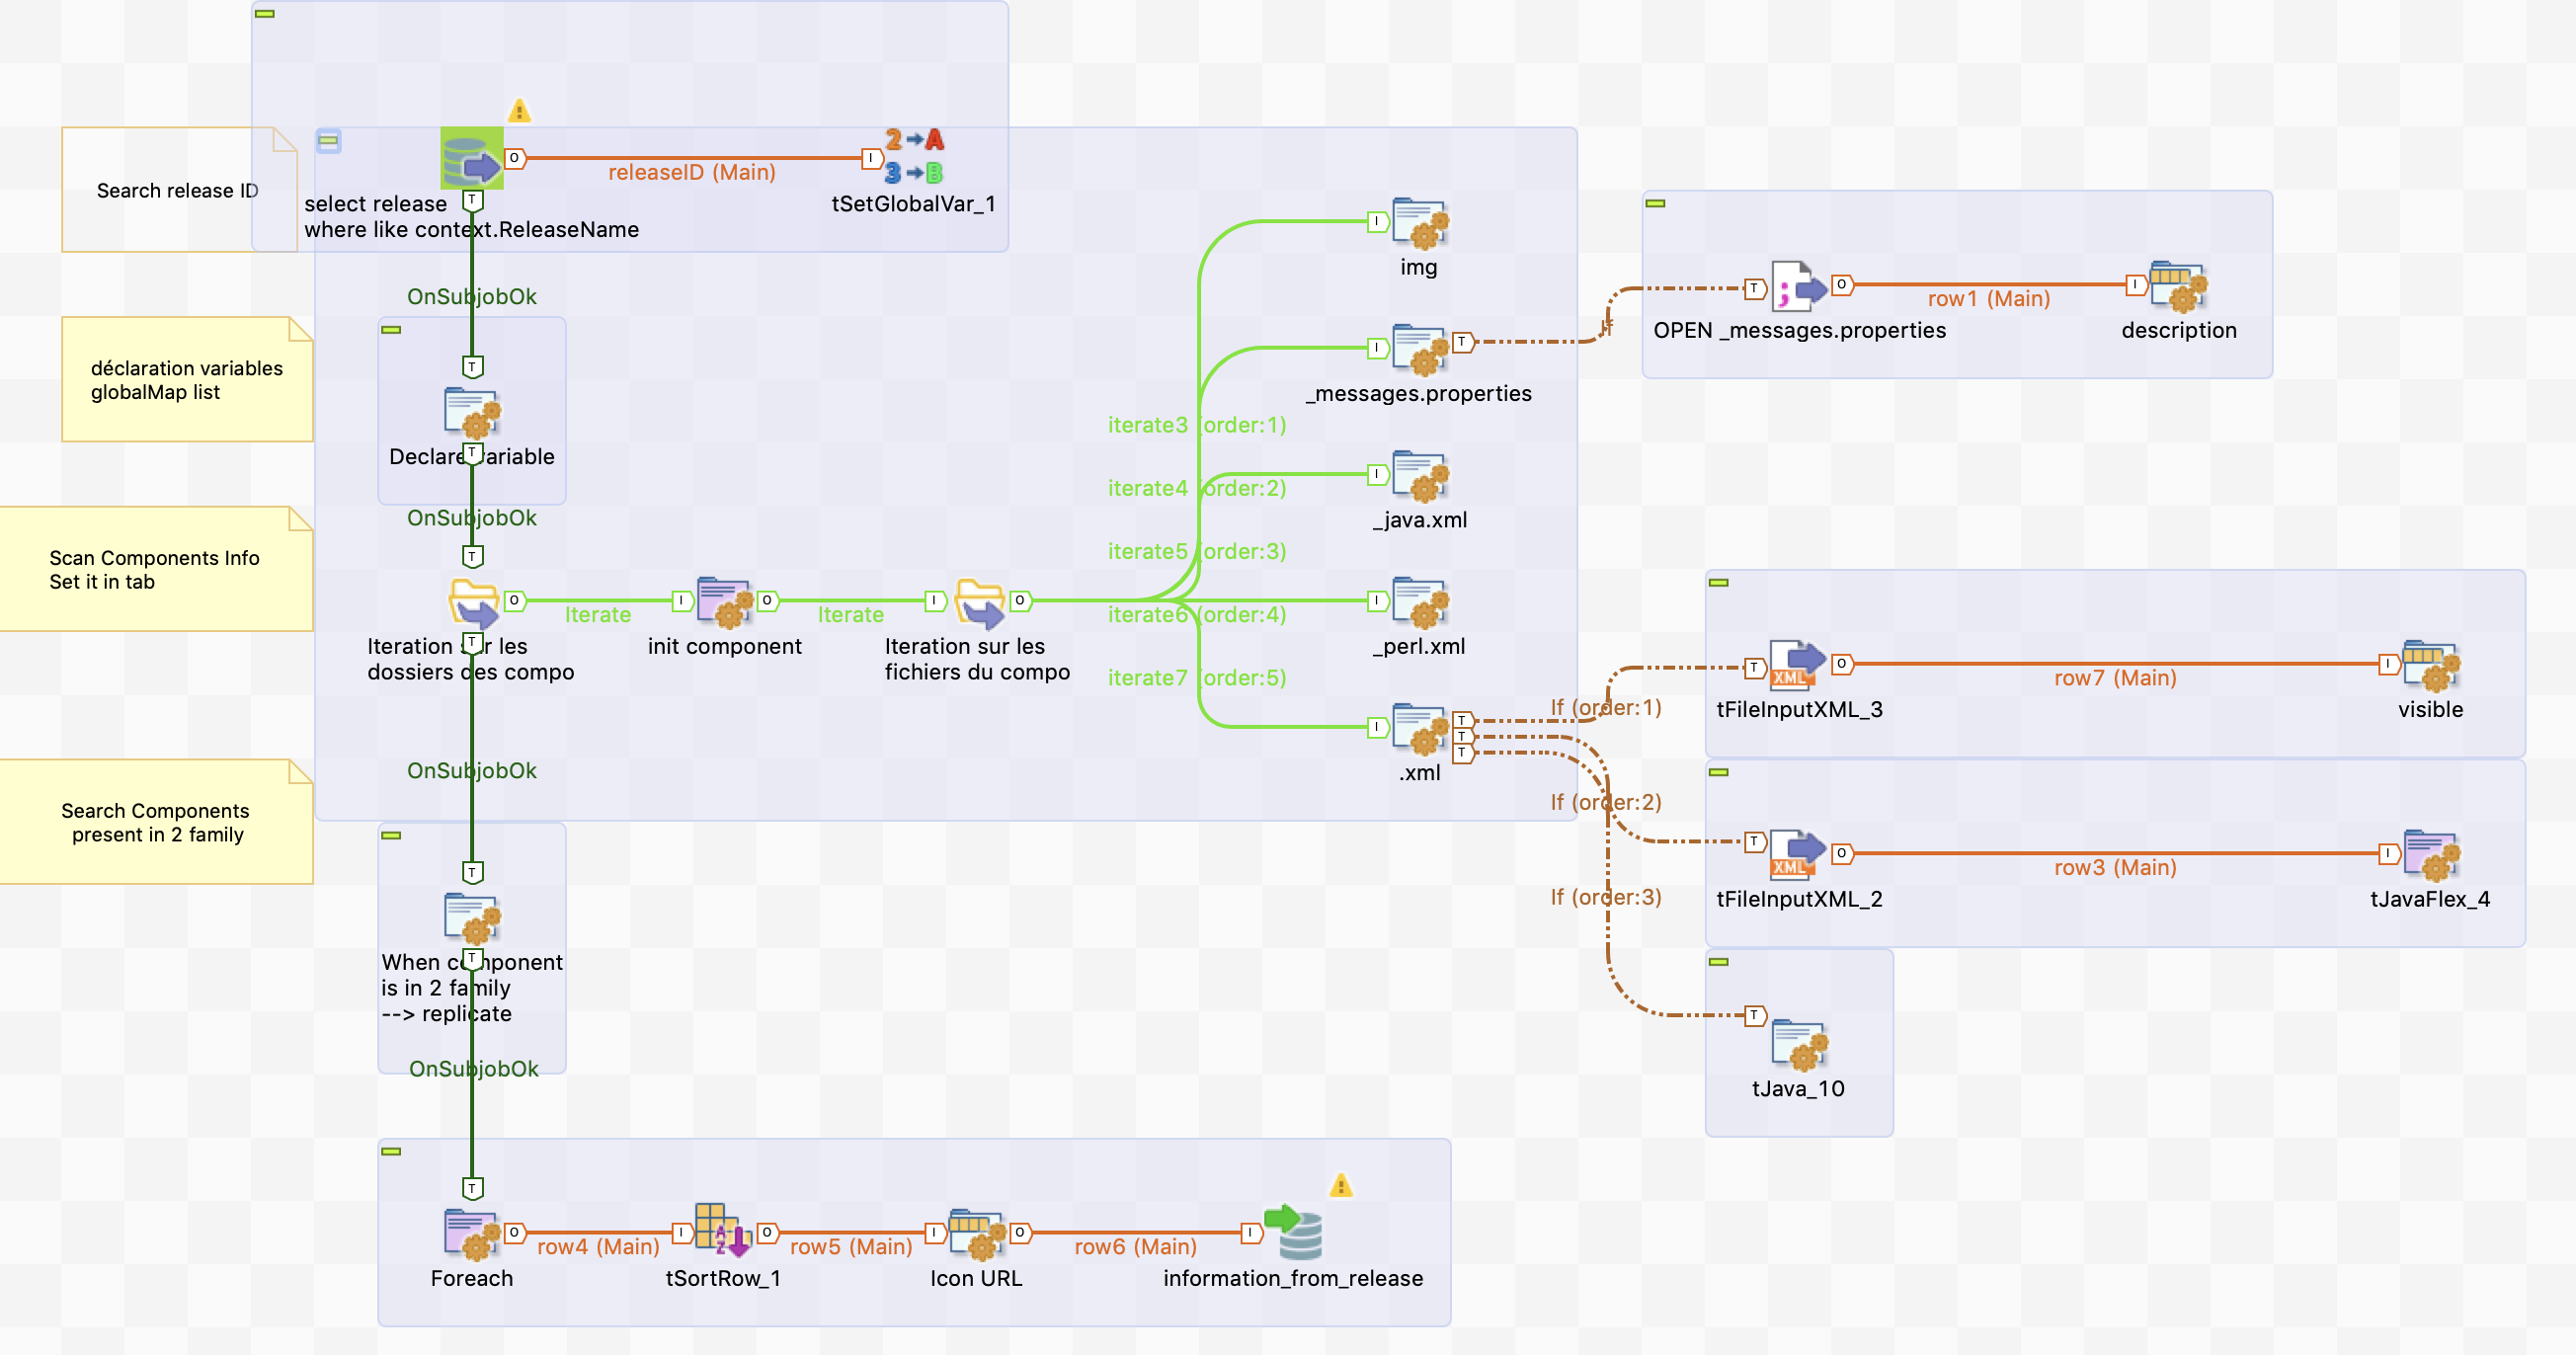 Search release ID
select release
where like context.ReleaseName
releaseID (Main)
2 A
3 B
tSetGlobalVar_1
OnSubjobOk
déclaration variables
globalMap list
Declare variable
OnSubjobOk
Scan Components Info
Set it in tab
Iteration sur les
dossiers des compo
Iterate
init component
Iterate
Iteration sur les
fichiers du compo
iterate3 (order:1)
iterate4 (order:2)
iterate5 (order:3)
iterate6 (order:4)
iterate7 (order:5)
img
_messages.properties
_java.xml
_perl.xml
.xml
If
OPEN _messages.properties
row1 (Main)
description
If (order:1)
If (order:2)
If (order:3)
XML
tFileInputXML_3
row7 (Main)
visible
XML
tFileInputXML_2
row3 (Main)
tJavaFlex_4
tJava_10
OnSubjobOk
Search Components
present in 2 family
When component
is in 2 family
--> replicate
OnSubjobOk
Foreach
row4 (Main)
tSortRow_1
row5 (Main)
Icon URL
row6 (Main)
information_from_release